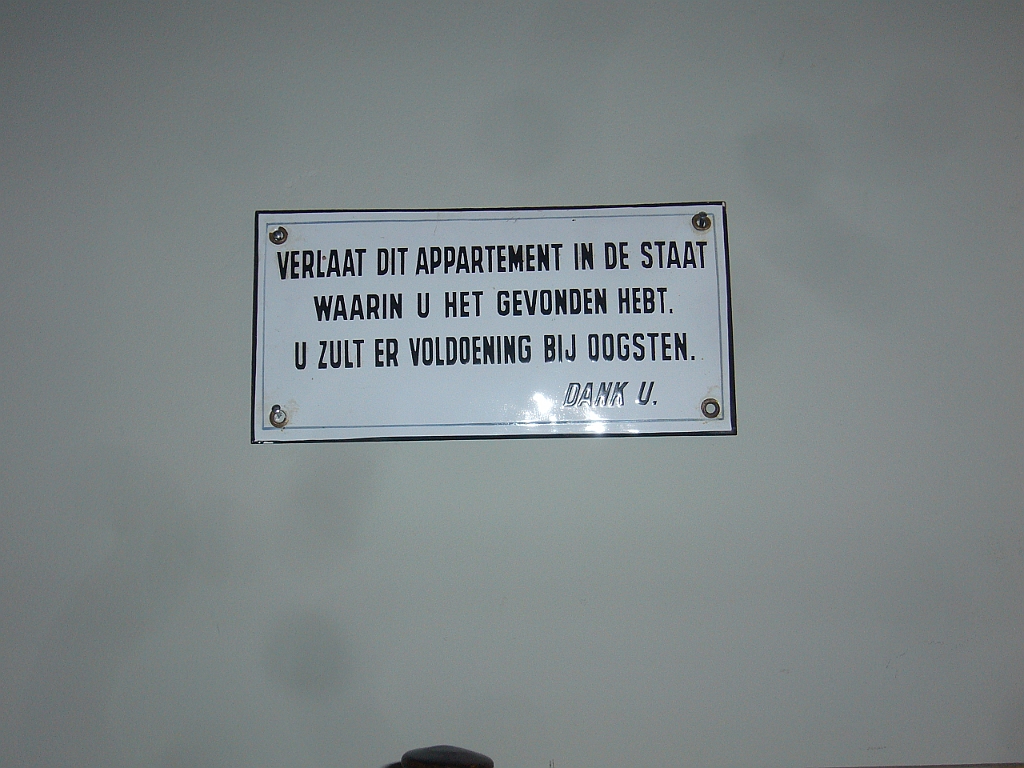 VERLAAT DIT APPARTEMENT IN DE STAAT
WAARIN U HET GEVONDEN HEBT.
U ZULT ER VOLDOENING BIJ OOGSTEN.
DANK U.